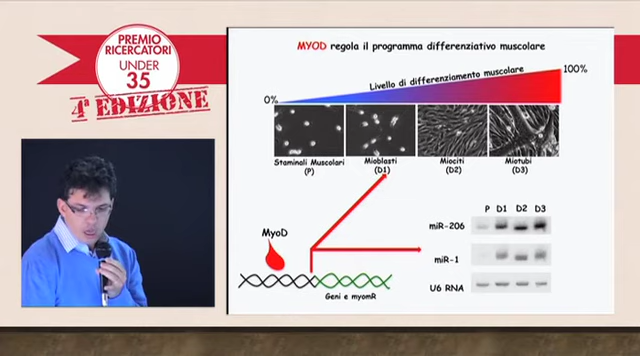 PREMIO
RICERCATORI
UNDER
35
4ª EDIZIONE
MYOD regola il programma differenziativo muscolare
Livello di differenziamento muscolare
0%
100%
Staminali Muscolari
(P)
Mioblasti
(D1)
Miociti
(D2)
Miotubi
(D3)
MyoD
Geni e myomR
P D1 D2 D3
miR-206
miR-1
U6 RNA